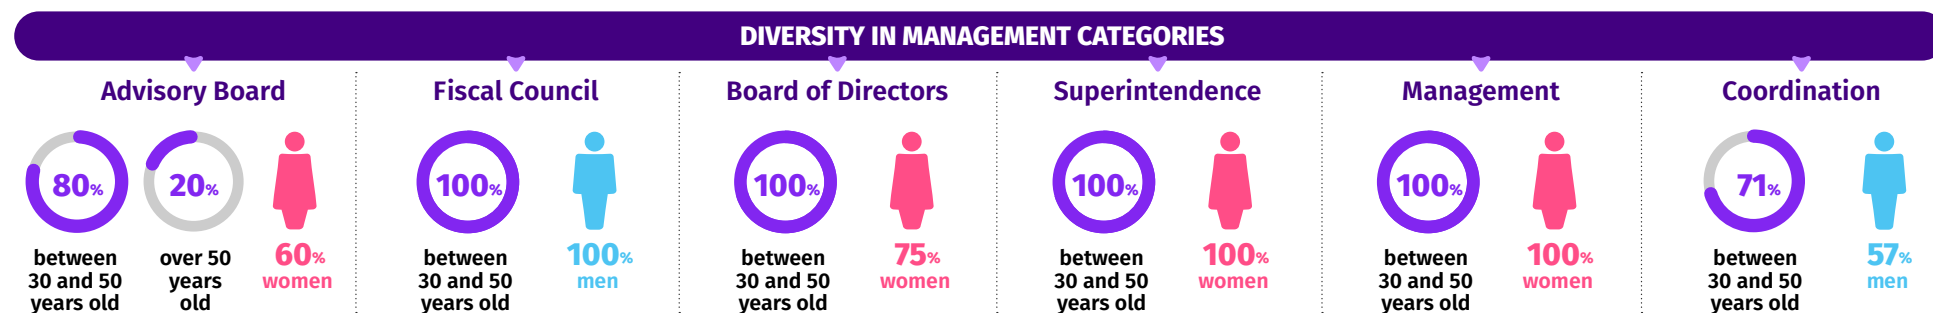 DIVERSITY IN MANAGEMENT CATEGORIES
Advisory Board
80%
between
30 and 50
years old
20%
over 50
years
old
60%
women
Fiscal Council
100%
between
30 and 50
years old
100%
men
Board of Directors
100%
between
30 and 50
years old
75%
women
Superintendence
100%
between
30 and 50
years old
100%
women
Management
100%
between
30 and 50
years old
100%
women
Coordination
71%
between
30 and 50
years old
57%
men